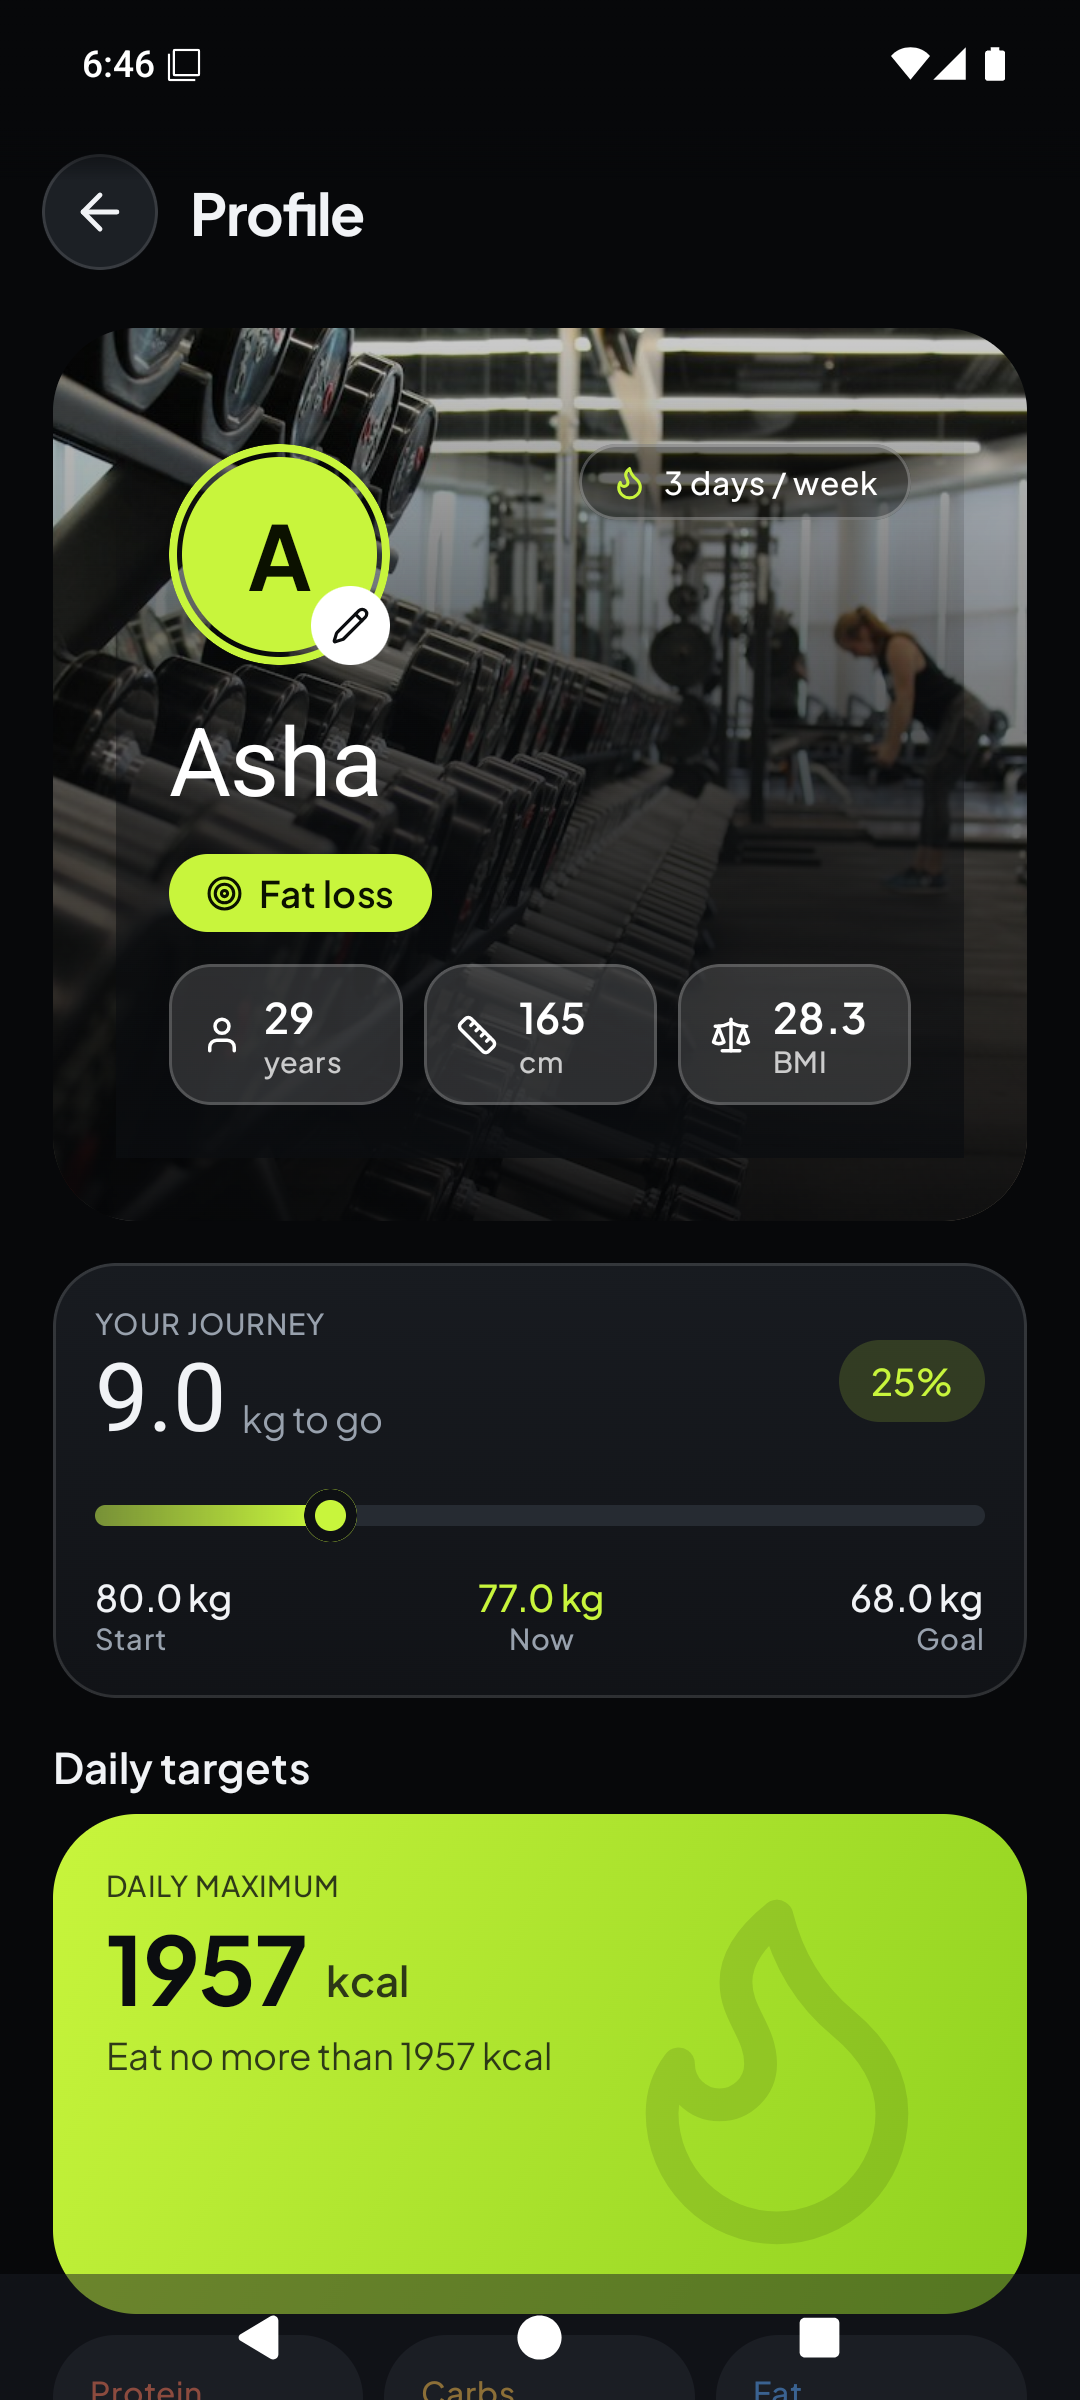 6:46
Profile
3 days / week
A
Asha
Fat loss
29
years
165
cm
28.3
BMI
YOUR JOURNEY
9.0 kg to go
25%
80.0 kg
Start
77.0 kg
Now
68.0 kg
Goal
Daily targets
DAILY MAXIMUM
1957 kcal
Eat no more than 1957 kcal
Protein
Carbs
Fat